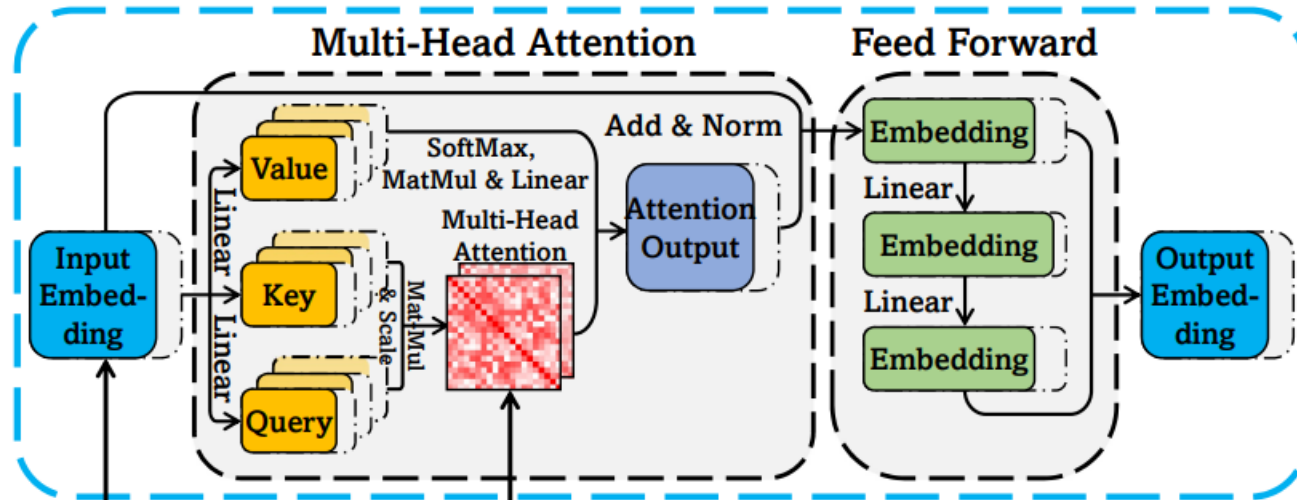 Multi-Head Attention
Feed Forward
Input
Embed-
ding
Linear
Linear
Value
Key
Query
Mat-Mul
& Scale
SoftMax,
MatMul & Linear
Multi-Head
Attention
Add & Norm
Attention
Output
Embedding
Linear
Embedding
Linear
Embedding
Output
Embed-
ding